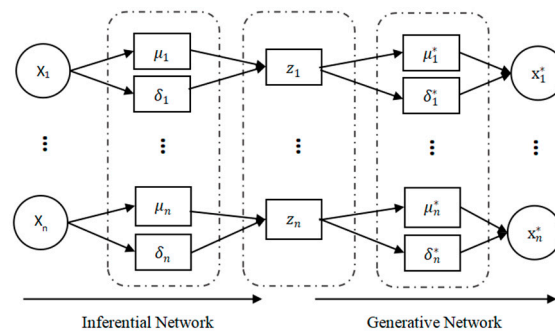 X₁ μ₁ δ₁ z₁ μ₁* δ₁* x₁*
⋮ ⋮ ⋮ ⋮ ⋮
Xₙ μₙ δₙ zₙ μₙ* δₙ* xₙ*
Inferential Network Generative Network